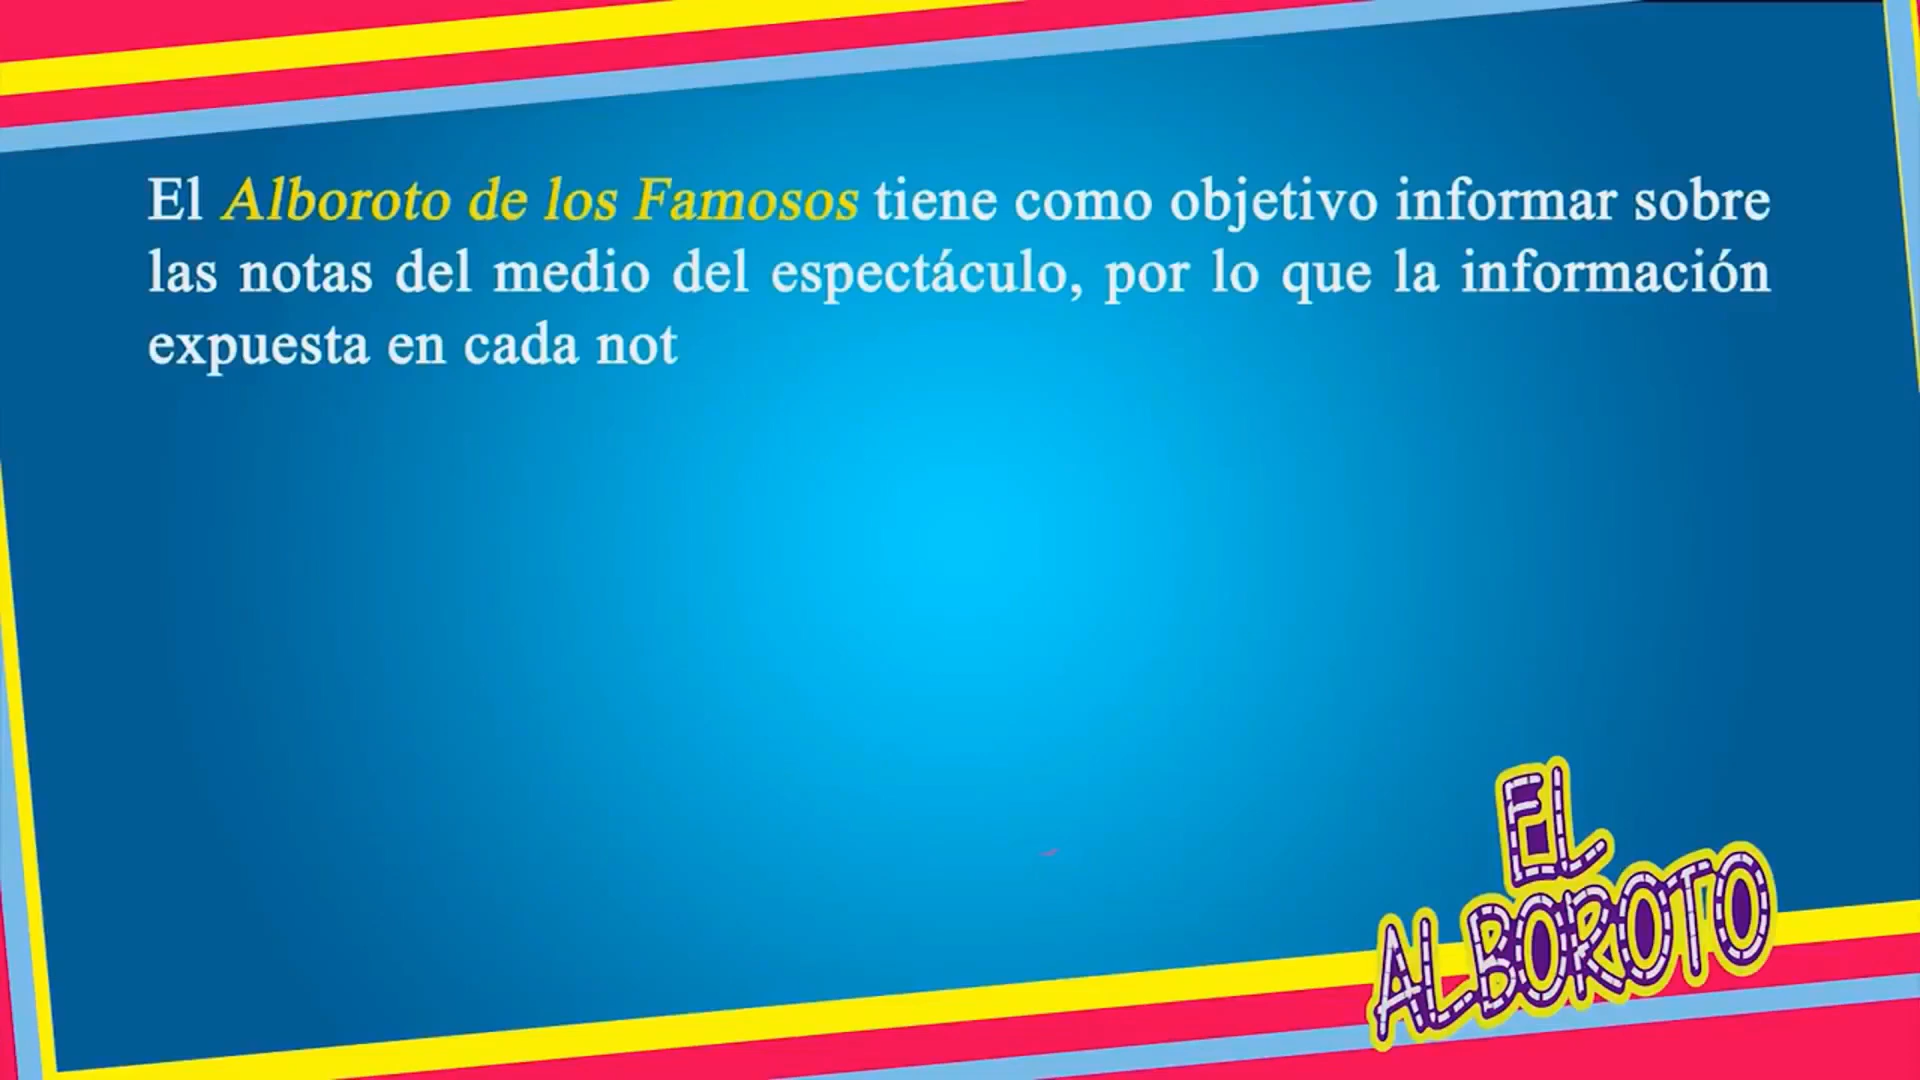 El Alboroto de los Famosos tiene como objetivo informar sobre
las notas del medio del espectáculo, por lo que la información
expuesta en cada not
EL
ALBOROTO